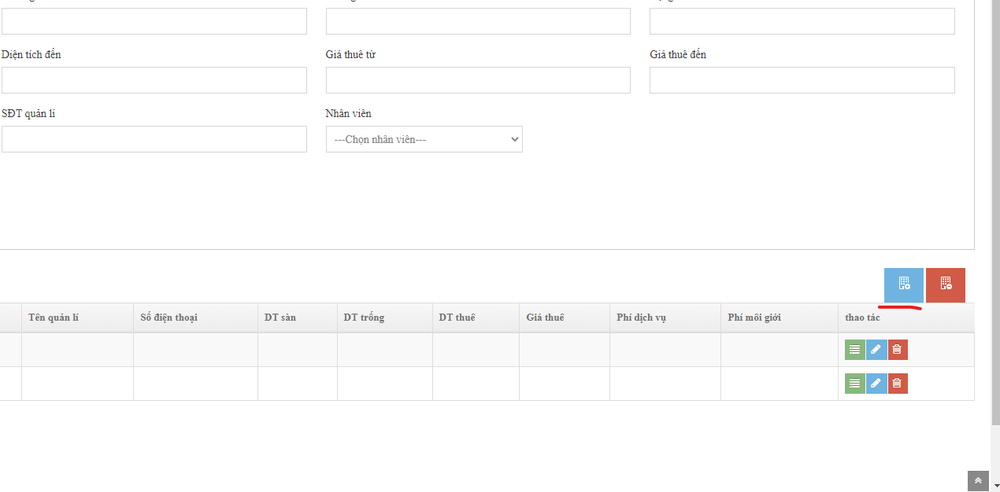 Diện tích đến
Giá thuê từ
Giá thuê đến
SĐT quản lí
Nhân viên
---Chọn nhân viên---
Tên quản lí
Số điện thoại
DT sàn
DT trống
DT thuê
Giá thuê
Phí dịch vụ
Phí môi giới
thao tác